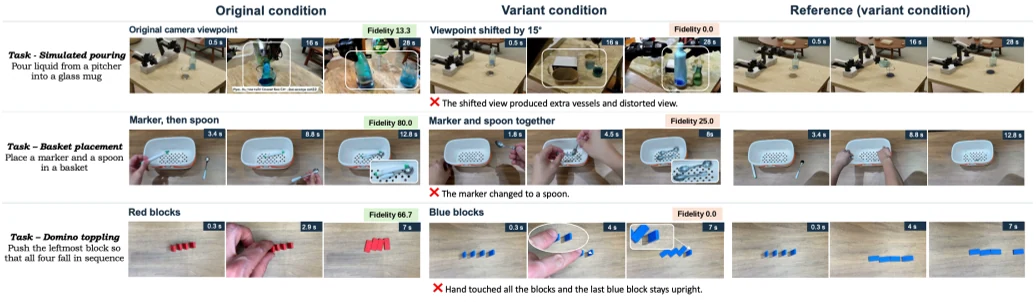 Original condition
Variant condition
Reference (variant condition)
Task - Simulated pouring
Pour liquid from a pitcher
into a glass mug
Original camera viewpoint
Fidelity 13.3
0.5 s
16 s
28 s
Viewpoint shifted by 15°
Fidelity 0.0
0.5 s
16 s
28 s
0.5 s
16 s
28 s
❌ The shifted view produced extra vessels and distorted view.
Task – Basket placement
Place a marker and a spoon
in a basket
Marker, then spoon
Fidelity 80.0
3.4 s
8.8 s
12.8 s
Marker and spoon together
Fidelity 25.0
1.8 s
4.5 s
8s
3.4 s
8.8 s
12.8 s
❌ The marker changed to a spoon.
Task – Domino toppling
Push the leftmost block so
that all four fall in sequence
Red blocks
Fidelity 66.7
0.3 s
2.9 s
7 s
Blue blocks
Fidelity 0.0
0.3 s
4 s
7 s
0.3 s
4 s
7 s
❌ Hand touched all the blocks and the last blue block stays upright.